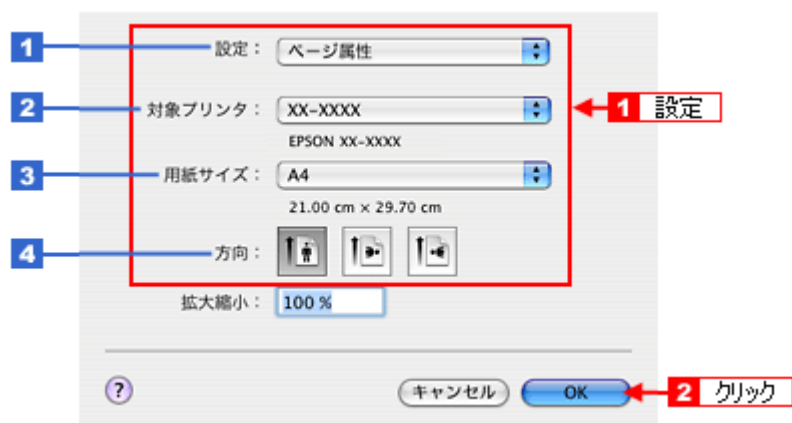 1 設定： ページ属性
2 対象プリンタ： XX-XXXX 1 設定
EPSON XX-XXXX
3 用紙サイズ： A4
21.00 cm × 29.70 cm
4 方向：
拡大縮小： 100 %
? キャンセル OK 2 クリック